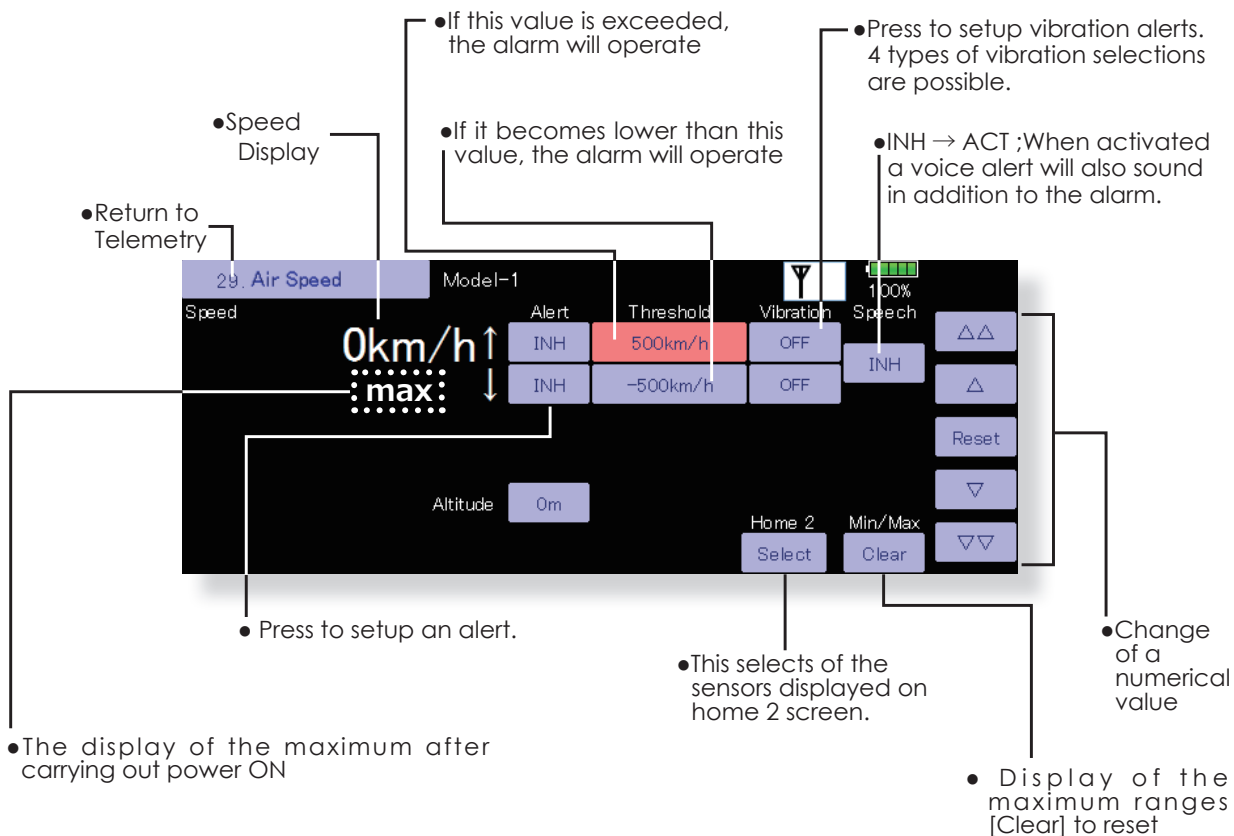 ●If this value is exceeded,
the alarm will operate
●Press to setup vibration alerts.
4 types of vibration selections
are possible.
●Speed
Display
●If it becomes lower than this
value, the alarm will operate
●INH → ACT ;When activated
a voice alert will also sound
in addition to the alarm.
●Return to
Telemetry
29. Air Speed
Model-1
100%
Speed
Alert
Threshold
Vibration
Speech
0km/h↑
INH
500km/h
OFF
INH
△△
max ↓
INH
-500km/h
OFF
△
Reset
Altitude
0m
▽
Home 2
Min/Max
Select
Clear
▽▽
● Press to setup an alert.
●This selects of the
sensors displayed on
home 2 screen.
●Change
of a
numerical
value
●The display of the maximum after
carrying out power ON
● Display of the
maximum ranges
[Clear] to reset